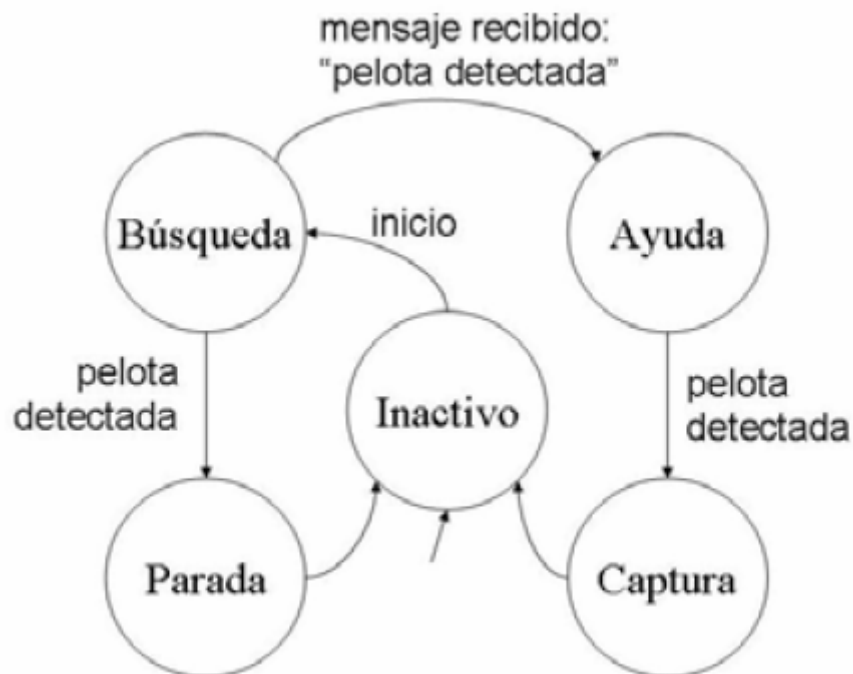 mensaje recibido:
“pelota detectada”
Búsqueda
inicio
Ayuda
pelota
detectada
Inactivo
pelota
detectada
Parada
Captura